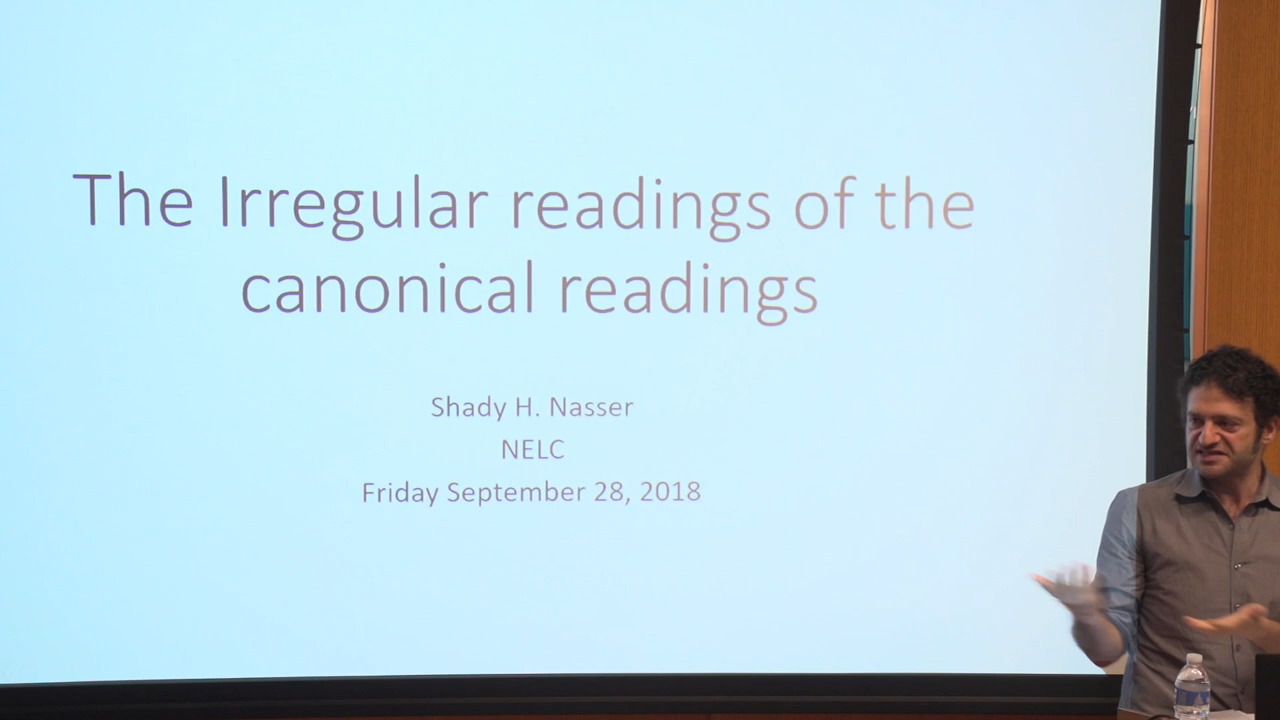 The Irregular readings of the
canonical readings
Shady H. Nasser
NELC
Friday September 28, 2018